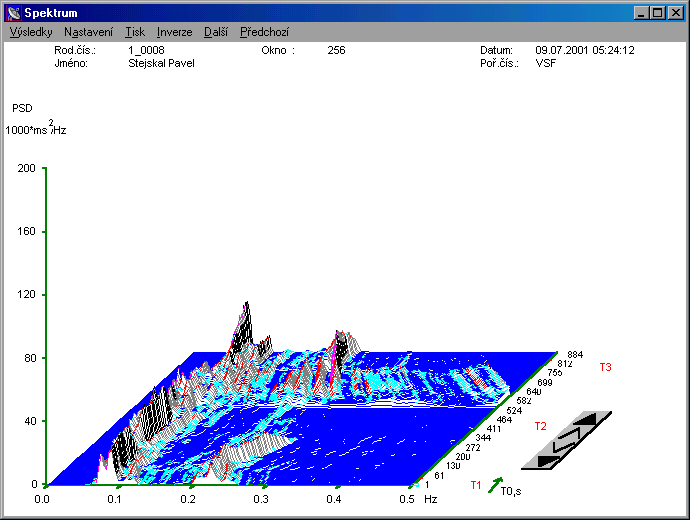 Spektrum
Výsledky Nastavení Tisk Inverze Další Předchozí
Rod.čís.: 1_0008 Okno : 256 Datum: 09.07.2001 05:24:12
Jméno: Stejskal Pavel Poř.čís.: VSF
PSD
1000*ms²/Hz
200
160
120
80
40
0
0.0 0.1 0.2 0.3 0.4 0.5 Hz
884
812
755
699
640
582
524
464
411
344
272
200
130
61
1
T3
T2
T1
T0,s